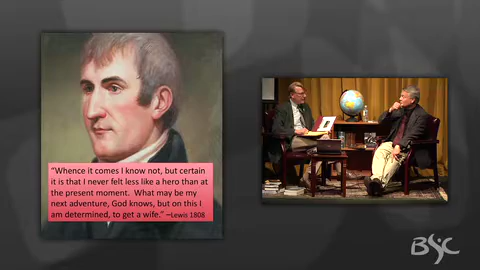 “Whence it comes I know not, but certain
it is that I never felt less like a hero than at
the present moment.  What may be my
next adventure, God knows, but on this I
am determined, to get a wife.” –Lewis 1808
BSC